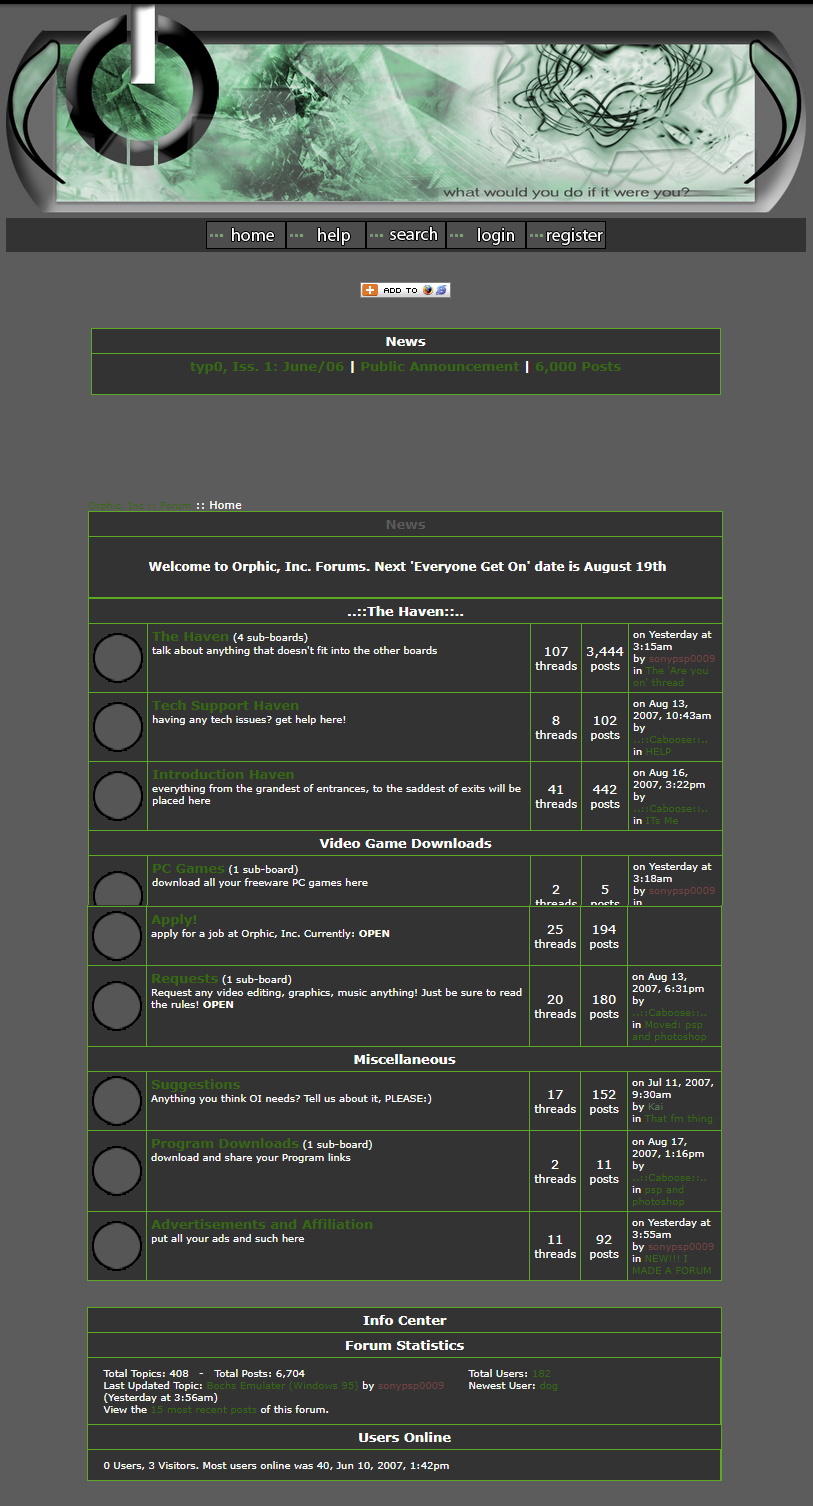 what would you do if it were you?
home help search login register
ADD TO
News
typ0, Iss. 1: June/06 | Public Announcement | 6,000 Posts
Orphic, Inc :: Forum :: Home
News
Welcome to Orphic, Inc. Forums. Next 'Everyone Get On' date is August 19th
..::The Haven::..
The Haven (4 sub-boards)
talk about anything that doesn't fit into the other boards
107
threads
3,444
posts
on Yesterday at
3:15am
by sonypsp0009
in The 'Are you
on' thread
Tech Support Haven
having any tech issues? get help here!
8
threads
102
posts
on Aug 13,
2007, 10:43am
by
..::Caboose::..
in HELP
Introduction Haven
everything from the grandest of entrances, to the saddest of exits will be
placed here
41
threads
442
posts
on Aug 16,
2007, 3:22pm
by
..::Caboose::..
in ITs Me
Video Game Downloads
PC Games (1 sub-board)
download all your freeware PC games here
2
threads
5
posts
on Yesterday at
3:18am
by sonypsp0009
in
Apply!
apply for a job at Orphic, Inc. Currently: OPEN
25
threads
194
posts
Requests (1 sub-board)
Request any video editing, graphics, music anything! Just be sure to read
the rules! OPEN
20
threads
180
posts
on Aug 13,
2007, 6:31pm
by
..::Caboose::..
in Moved: psp
and photoshop
Miscellaneous
Suggestions
Anything you think OI needs? Tell us about it, PLEASE:)
17
threads
152
posts
on Jul 11, 2007,
9:30am
by Kai
in That fm thing
Program Downloads (1 sub-board)
download and share your Program links
2
threads
11
posts
on Aug 17,
2007, 1:16pm
by
..::Caboose::..
in psp and
photoshop
Advertisements and Affiliation
put all your ads and such here
11
threads
92
posts
on Yesterday at
3:55am
by sonypsp0009
in NEW!!! I
MADE A FORUM
Info Center
Forum Statistics
Total Topics: 408 - Total Posts: 6,704
Last Updated Topic: Bochs Emulater (Windows 95) by sonypsp0009
(Yesterday at 3:56am)
View the 15 most recent posts of this forum.
Total Users: 182
Newest User: dog
Users Online
0 Users, 3 Visitors. Most users online was 40, Jun 10, 2007, 1:42pm